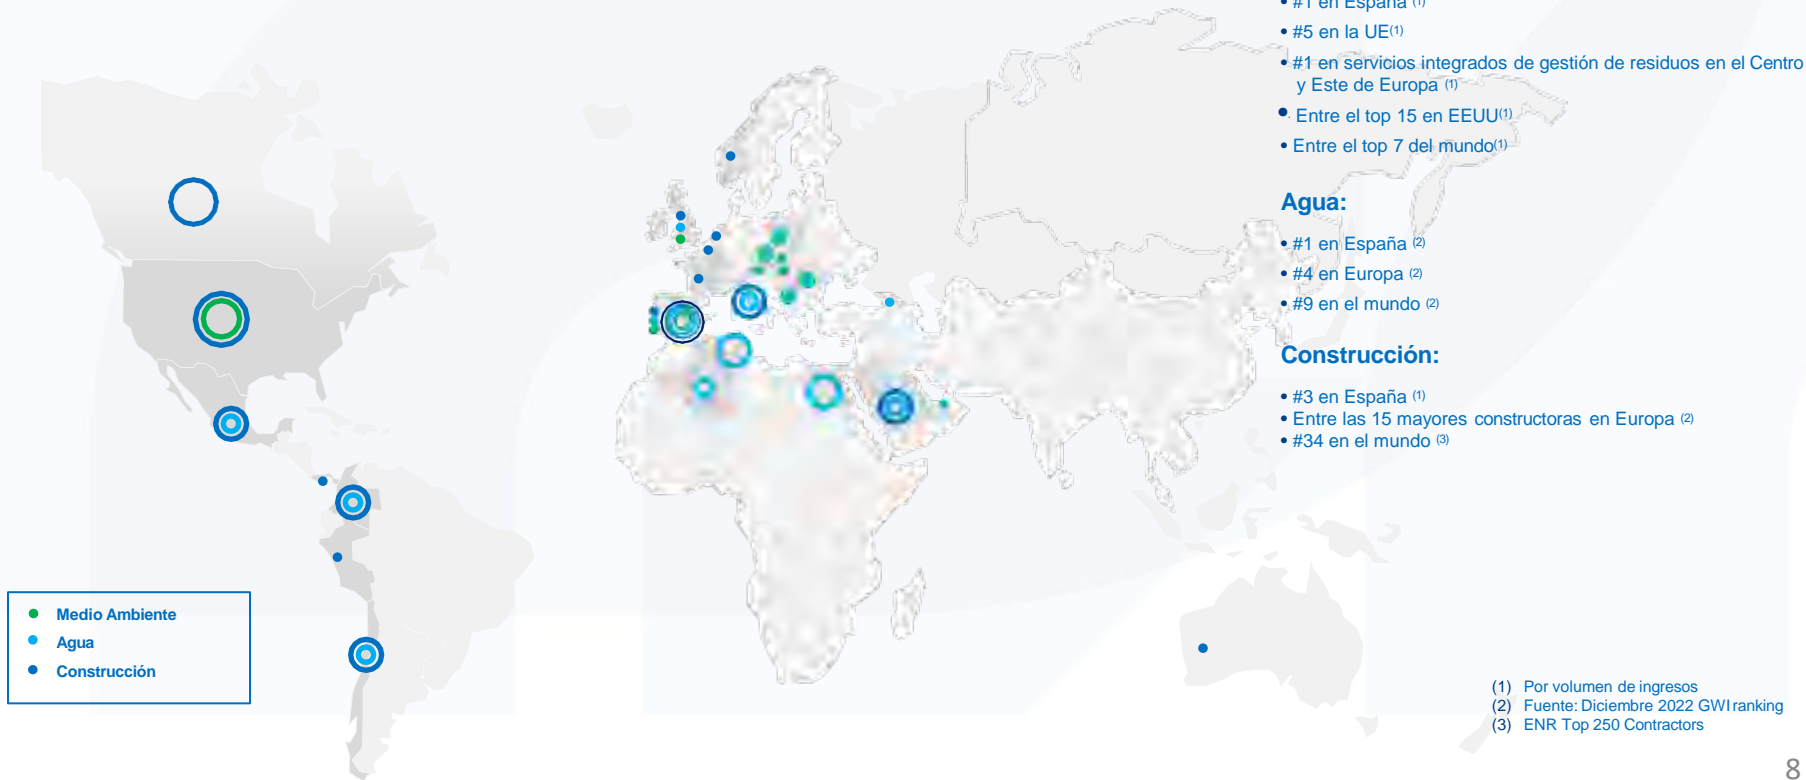 • #1 en España (1)
• #5 en la UE(1)
• #1 en servicios integrados de gestión de residuos en el Centro
y Este de Europa (1)
• Entre el top 15 en EEUU(1)
• Entre el top 7 del mundo(1)
Agua:
• #1 en España (2)
• #4 en Europa (2)
• #9 en el mundo (2)
Construcción:
• #3 en España (1)
• Entre las 15 mayores constructoras en Europa (2)
• #34 en el mundo (3)
• Medio Ambiente
• Agua
• Construcción
(1) Por volumen de ingresos
(2) Fuente: Diciembre 2022 GWI ranking
(3) ENR Top 250 Contractors
8